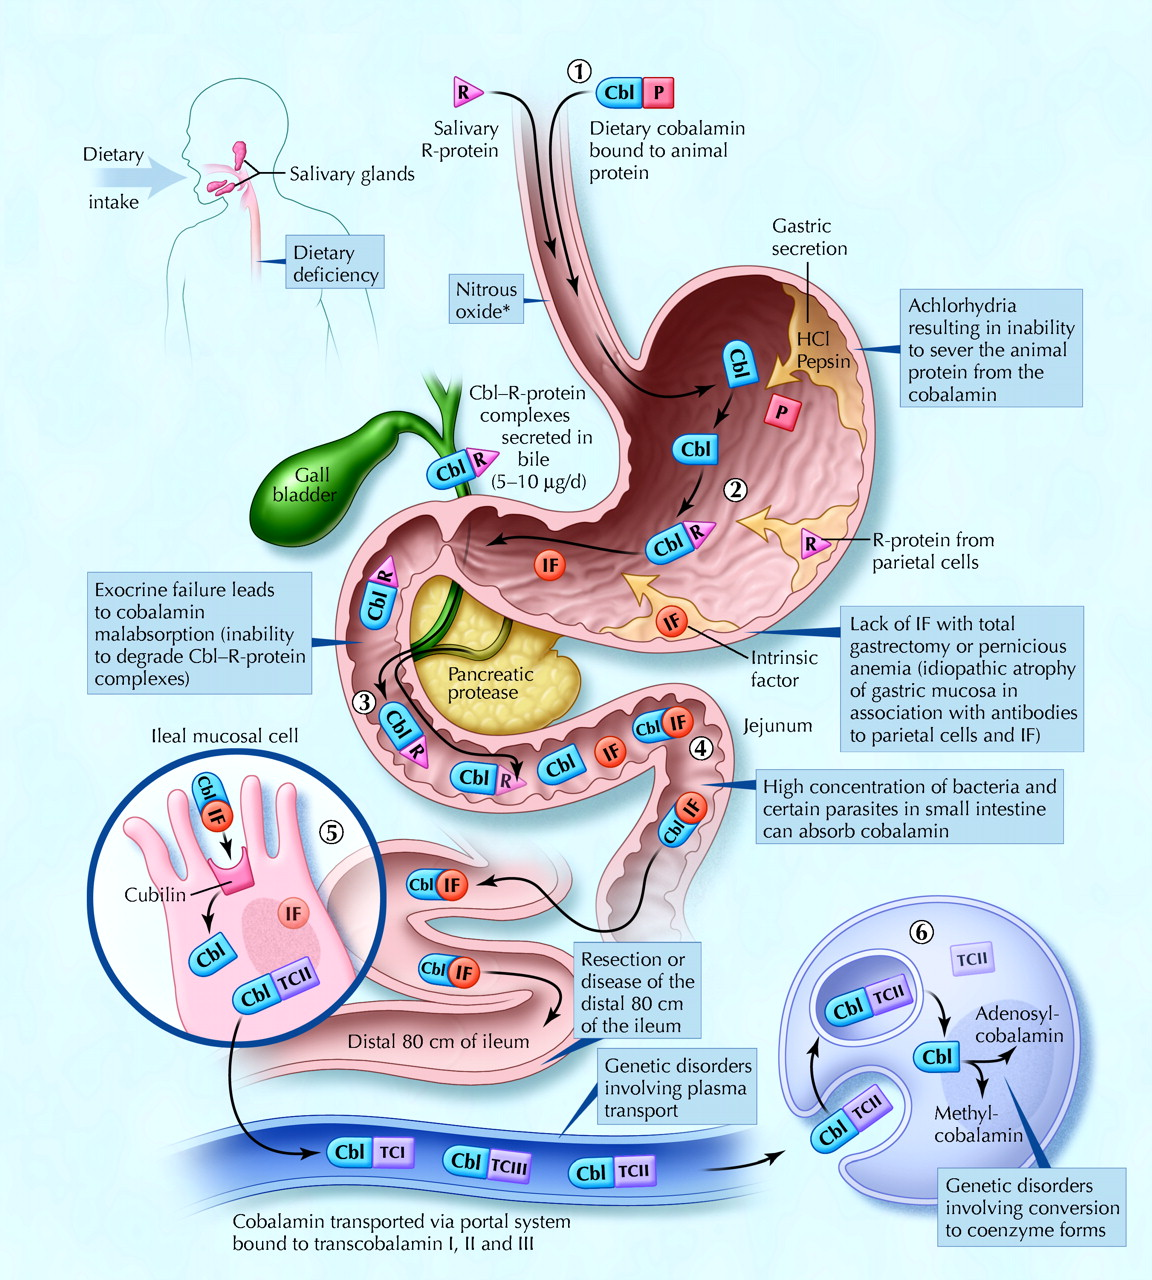 1
R
Cbl P
Salivary
R-protein
Dietary cobalamin
bound to animal
protein
Dietary
intake
Salivary glands
Dietary
deficiency
Gastric
secretion
Nitrous
oxide*
HCl
Pepsin
Achlorhydria
resulting in inability
to sever the animal
protein from the
cobalamin
Cbl
P
Cbl
2
Cbl–R-protein
complexes
secreted in
bile
(5–10 µg/d)
Cbl R
Gall
bladder
Cbl R
IF
R
R-protein from
parietal cells
Cbl R
IF
Intrinsic
factor
Exocrine failure leads
to cobalamin
malabsorption (inability
to degrade Cbl–R-protein
complexes)
Lack of IF with total
gastrectomy or pernicious
anemia (idiopathic atrophy
of gastric mucosa in
association with antibodies
to parietal cells and IF)
Pancreatic
protease
3
Cbl R
Cbl R
Cbl
IF
Cbl IF
4
Jejunum
Cbl IF
High concentration of bacteria and
certain parasites in small intestine
can absorb cobalamin
Ileal mucosal cell
Cbl IF
5
Cubilin
IF
Cbl
Cbl TCII
Cbl IF
Cbl IF
Distal 80 cm of ileum
Resection or
disease of the
distal 80 cm
of the ileum
Genetic disorders
involving plasma
transport
6
TCII
Cbl TCII
Adenosyl-
cobalamin
Cbl
Methyl-
cobalamin
Cbl TCII
Genetic disorders
involving conversion
to coenzyme forms
Cbl TCI
Cbl TCIII
Cbl TCII
Cobalamin transported via portal system
bound to transcobalamin I, II and III